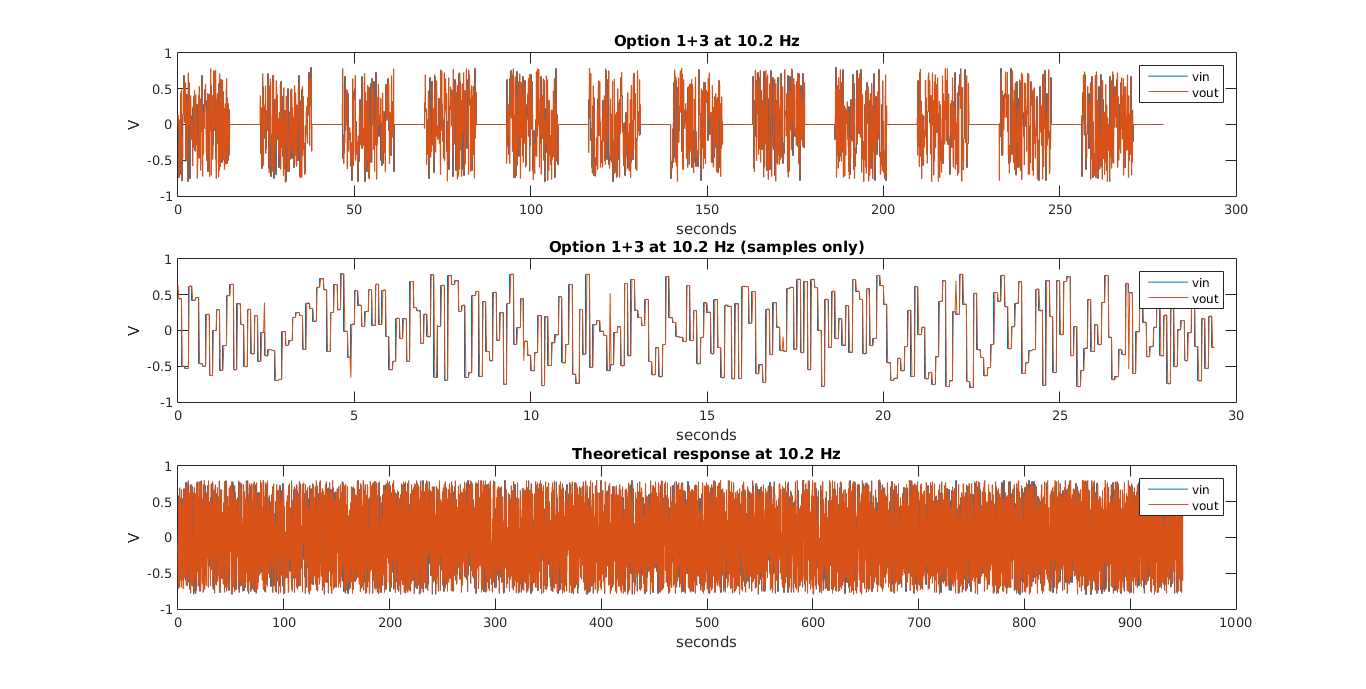 Option 1+3 at 10.2 Hz
1
0.5
0
-0.5
-1
V
vin
vout
0 50 100 150 200 250 300
seconds
Option 1+3 at 10.2 Hz (samples only)
1
0.5
0
-0.5
-1
V
vin
vout
0 5 10 15 20 25 30
seconds
Theoretical response at 10.2 Hz
1
0.5
0
-0.5
-1
V
vin
vout
0 100 200 300 400 500 600 700 800 900 1000
seconds